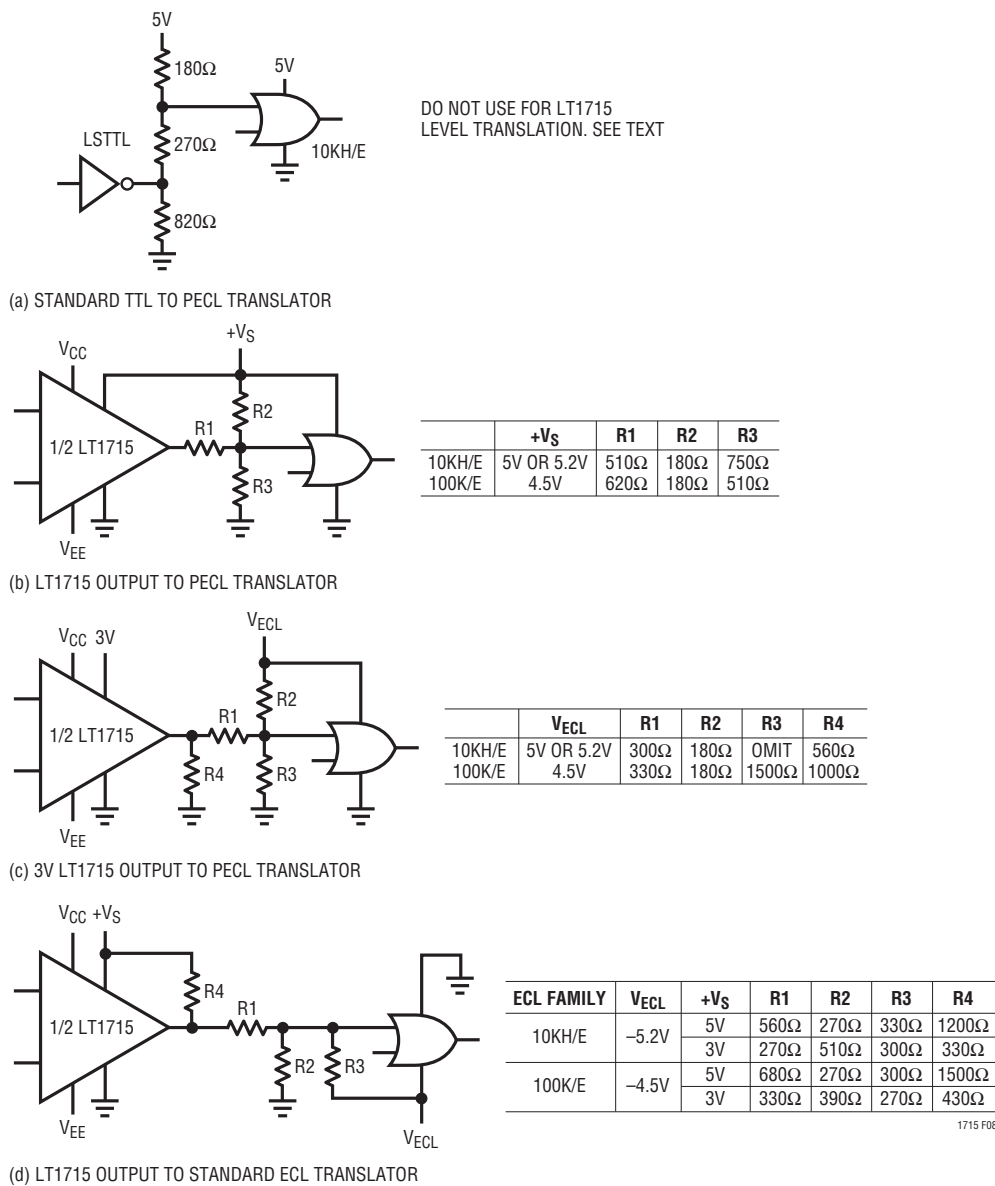 5V
180Ω
5V
DO NOT USE FOR LT1715
LEVEL TRANSLATION. SEE TEXT
LSTTL
270Ω
10KH/E
820Ω
(a) STANDARD TTL TO PECL TRANSLATOR
+VS
VCC
R2
R1
1/2 LT1715
R3
VEE
+VS R1 R2 R3
10KH/E 5V OR 5.2V 510Ω 180Ω 750Ω
100K/E 4.5V 620Ω 180Ω 510Ω
(b) LT1715 OUTPUT TO PECL TRANSLATOR
VECL
VCC 3V
R2
R1
1/2 LT1715
R4
R3
VEE
VECL R1 R2 R3 R4
10KH/E 5V OR 5.2V 300Ω 180Ω OMIT 560Ω
100K/E 4.5V 330Ω 180Ω 1500Ω 1000Ω
(c) 3V LT1715 OUTPUT TO PECL TRANSLATOR
VCC +VS
R4
R1
1/2 LT1715
R2
R3
VEE
VECL
ECL FAMILY VECL +VS R1 R2 R3 R4
10KH/E –5.2V 5V 560Ω 270Ω 330Ω 1200Ω
3V 270Ω 510Ω 300Ω 330Ω
100K/E –4.5V 5V 680Ω 270Ω 300Ω 1500Ω
3V 330Ω 390Ω 270Ω 430Ω
1715 F08
(d) LT1715 OUTPUT TO STANDARD ECL TRANSLATOR